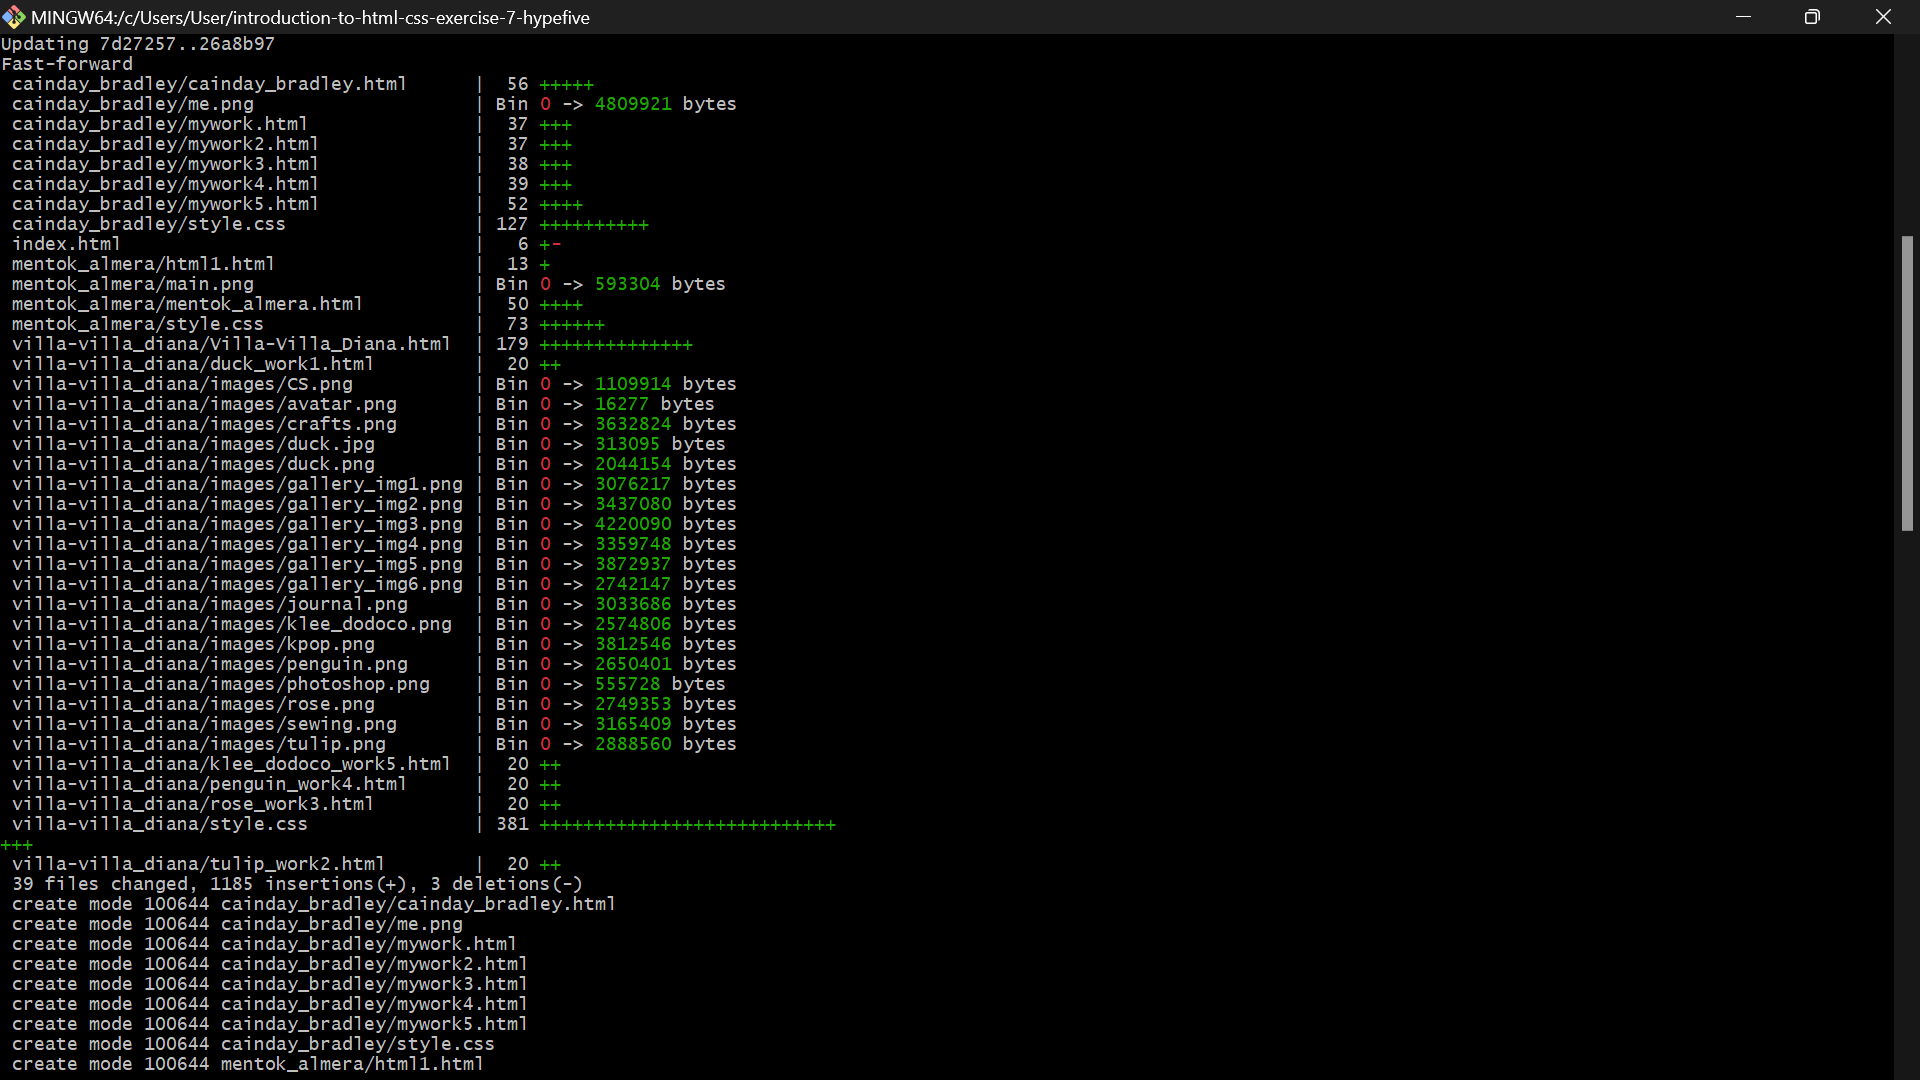 MINGW64:/c/Users/User/introduction-to-html-css-exercise-7-hypefive
Updating 7d27257..26a8b97
Fast-forward
 cainday_bradley/cainday_bradley.html       |  56 +++++
 cainday_bradley/me.png                     | Bin 0 -> 4809921 bytes
 cainday_bradley/mywork.html                |  37 +++
 cainday_bradley/mywork2.html               |  37 +++
 cainday_bradley/mywork3.html               |  38 +++
 cainday_bradley/mywork4.html               |  39 +++
 cainday_bradley/mywork5.html               |  52 ++++
 cainday_bradley/style.css                  | 127 ++++++++++
 index.html                                 |   6 +-
 mentok_almera/html1.html                   |  13 +
 mentok_almera/main.png                     | Bin 0 -> 593304 bytes
 mentok_almera/mentok_almera.html           |  50 ++++
 mentok_almera/style.css                    |  73 ++++++
 villa-villa_diana/Villa-Villa_Diana.html   | 179 ++++++++++++++
 villa-villa_diana/duck_work1.html          |  20 ++
 villa-villa_diana/images/CS.png            | Bin 0 -> 1109914 bytes
 villa-villa_diana/images/avatar.png        | Bin 0 -> 16277 bytes
 villa-villa_diana/images/crafts.png        | Bin 0 -> 3632824 bytes
 villa-villa_diana/images/duck.jpg          | Bin 0 -> 313095 bytes
 villa-villa_diana/images/duck.png          | Bin 0 -> 2044154 bytes
 villa-villa_diana/images/gallery_img1.png | Bin 0 -> 3076217 bytes
 villa-villa_diana/images/gallery_img2.png | Bin 0 -> 3437080 bytes
 villa-villa_diana/images/gallery_img3.png | Bin 0 -> 4220090 bytes
 villa-villa_diana/images/gallery_img4.png | Bin 0 -> 3359748 bytes
 villa-villa_diana/images/gallery_img5.png | Bin 0 -> 3872937 bytes
 villa-villa_diana/images/gallery_img6.png | Bin 0 -> 2742147 bytes
 villa-villa_diana/images/journal.png       | Bin 0 -> 3033686 bytes
 villa-villa_diana/images/klee_dodoco.png   | Bin 0 -> 2574806 bytes
 villa-villa_diana/images/kpop.png          | Bin 0 -> 3812546 bytes
 villa-villa_diana/images/penguin.png       | Bin 0 -> 2650401 bytes
 villa-villa_diana/images/photoshop.png     | Bin 0 -> 555728 bytes
 villa-villa_diana/images/rose.png          | Bin 0 -> 2749353 bytes
 villa-villa_diana/images/sewing.png        | Bin 0 -> 3165409 bytes
 villa-villa_diana/images/tulip.png         | Bin 0 -> 2888560 bytes
 villa-villa_diana/klee_dodoco_work5.html   |  20 ++
 villa-villa_diana/penguin_work4.html       |  20 ++
 villa-villa_diana/rose_work3.html          |  20 ++
 villa-villa_diana/style.css                | 381 +++++++++++++++++++++++++++
+++
 villa-villa_diana/tulip_work2.html         |  20 ++
 39 files changed, 1185 insertions(+), 3 deletions(-)
 create mode 100644 cainday_bradley/cainday_bradley.html
 create mode 100644 cainday_bradley/me.png
 create mode 100644 cainday_bradley/mywork.html
 create mode 100644 cainday_bradley/mywork2.html
 create mode 100644 cainday_bradley/mywork3.html
 create mode 100644 cainday_bradley/mywork4.html
 create mode 100644 cainday_bradley/mywork5.html
 create mode 100644 cainday_bradley/style.css
 create mode 100644 mentok_almera/html1.html